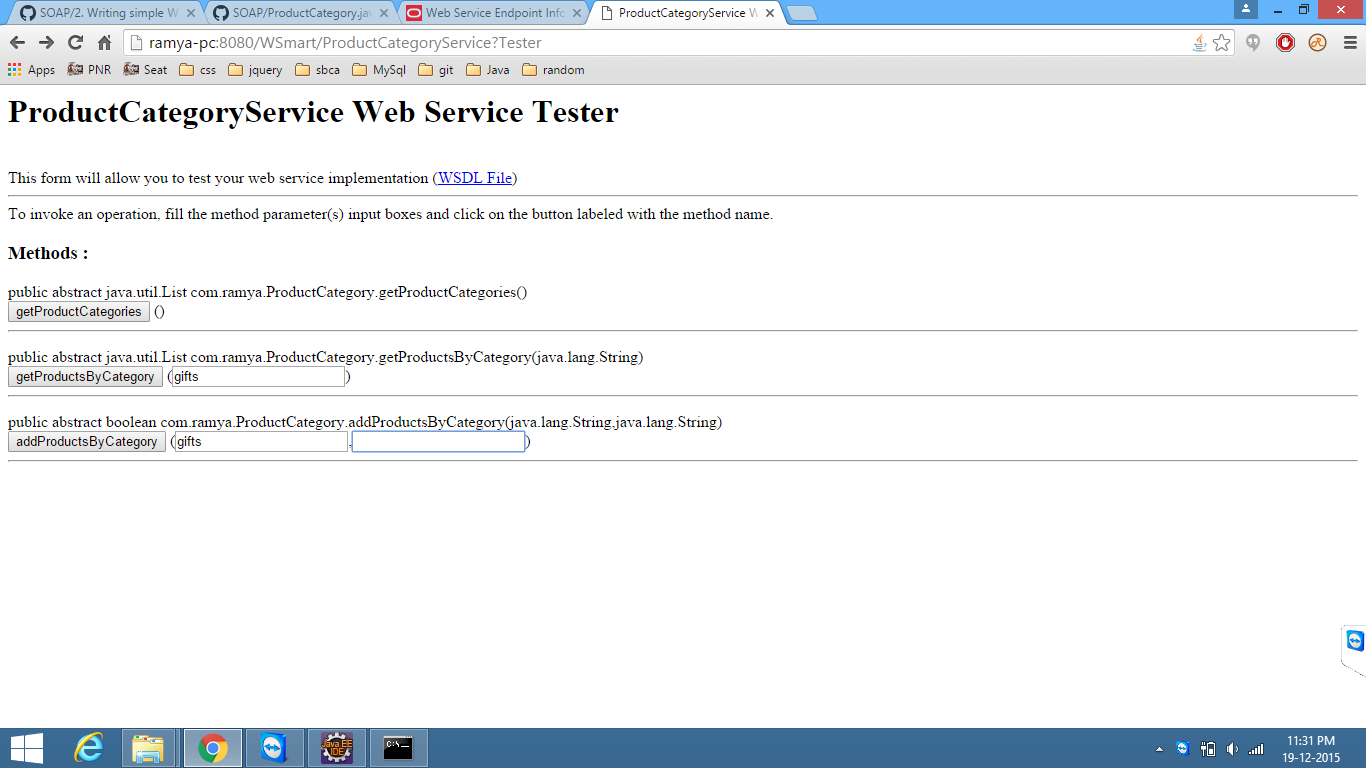 SOAP/2. Writing simple W
SOAP/ProductCategory.jav
Web Service Endpoint Info
ProductCategoryService W
ramya-pc:8080/WSmart/ProductCategoryService?Tester
Apps PNR Seat css jquery sbca MySql git Java random
ProductCategoryService Web Service Tester
This form will allow you to test your web service implementation (WSDL File)
To invoke an operation, fill the method parameter(s) input boxes and click on the button labeled with the method name.
Methods :
public abstract java.util.List com.ramya.ProductCategory.getProductCategories()
getProductCategories ()
public abstract java.util.List com.ramya.ProductCategory.getProductsByCategory(java.lang.String)
getProductsByCategory (gifts)
public abstract boolean com.ramya.ProductCategory.addProductsByCategory(java.lang.String,java.lang.String)
addProductsByCategory (gifts,)
Java EE
IDE
C:\
11:31 PM
19-12-2015